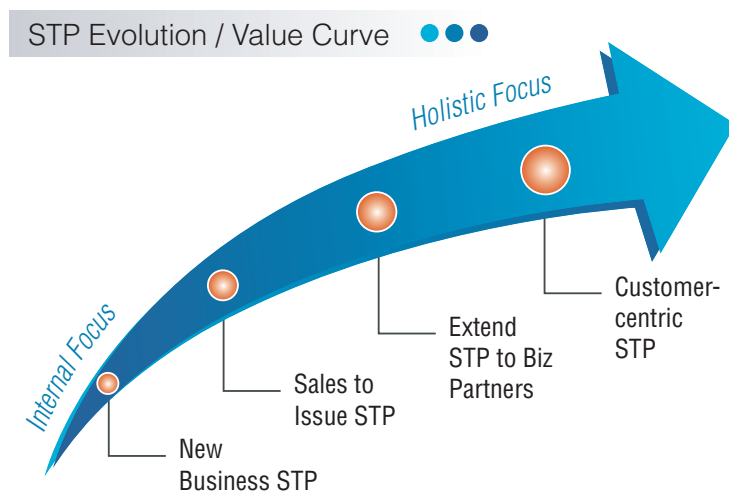 STP Evolution / Value Curve
Holistic Focus
Internal Focus
Customer-
centric
STP
Extend
STP to Biz
Partners
Sales to
Issue STP
New
Business STP